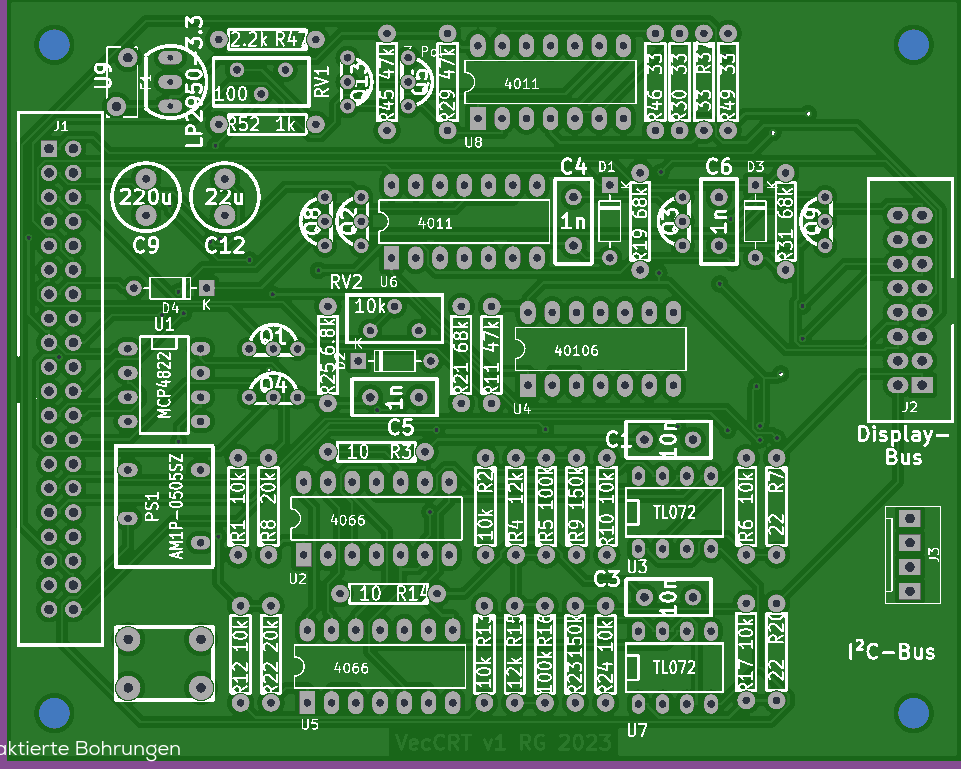 2.2k R47
3.3
LP2950
U9
J1
100
RV1
R52 1k
Q13
R45 47k
Q5
R29 47k
4011
U8
R46 33
R30 33
33 R37
R49 33
220u
C9
22u
C12
Q8
Q2
4011
U6
C4
1n
D1
K
R19 68k
Q3
C6
1n
D3
K
R31 68k
Q9
D4
K
U1
MCP4822
Q1
Q4
RV2
10k
R25 6.8k
D2
K
1n
C5
R21 68k
R11 47k
40106
U4
J2
Display-
Bus
10 R3
C1
10n
PS1
AM1P-0505SZ
R1 10k
R8 20k
4066
U2
10k R2
R4 12k
R5 100k
R9 150k
R10 10k
TL072
U3
R6 10k
22 R7
J3
10 R14
C3
10n
R12 10k
R22 20k
4066
U5
10k R13
12k R15
100k R16
R23 150k
R24 10k
TL072
U7
R17 10k
22 R20
I²C-Bus
VecCRT v1 RG 2023
aktierte Bohrungen